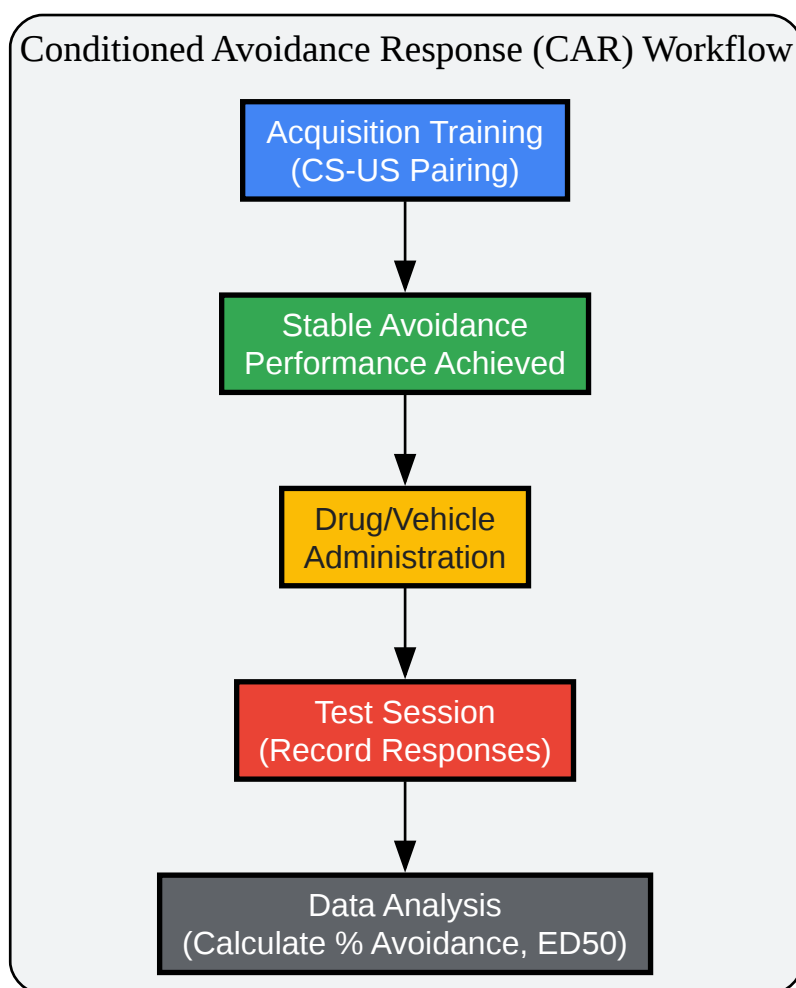 Conditioned Avoidance Response (CAR) Workflow
Acquisition Training
(CS-US Pairing)
Stable Avoidance
Performance Achieved
Drug/Vehicle
Administration
Test Session
(Record Responses)
Data Analysis
(Calculate % Avoidance, ED50)